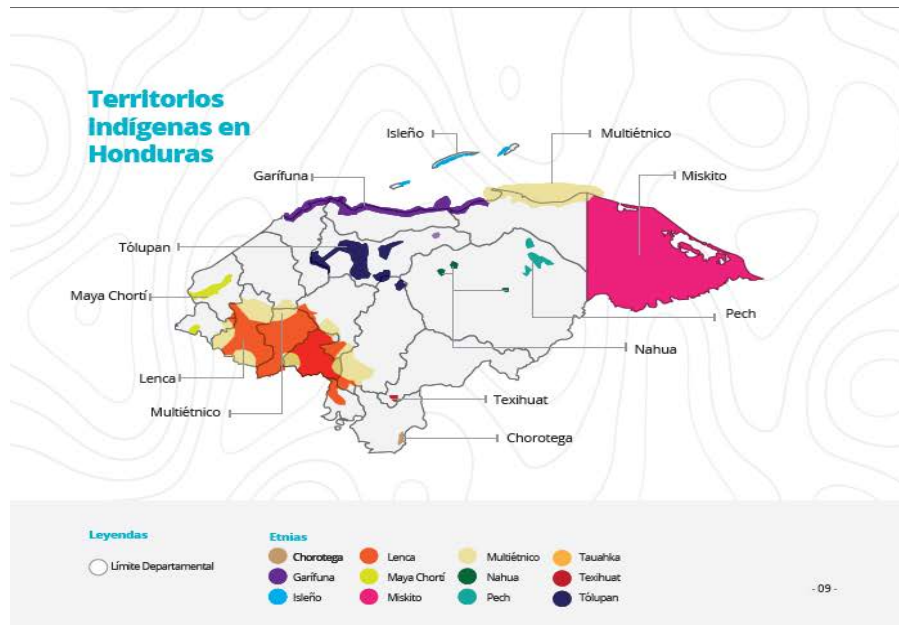 Territorios
Indígenas en
Honduras
Isleño
Multiétnico
Garífuna
Miskito
Tólupan
Maya Chortí
Pech
Nahua
Lenca
Texihuat
Multiétnico
Chorotega
Leyendas
Límite Departamental
Etnias
Chorotega
Garífuna
Isleño
Lenca
Maya Chortí
Miskito
Multiétnico
Nahua
Pech
Tauahka
Texihuat
Tólupan
- 09 -